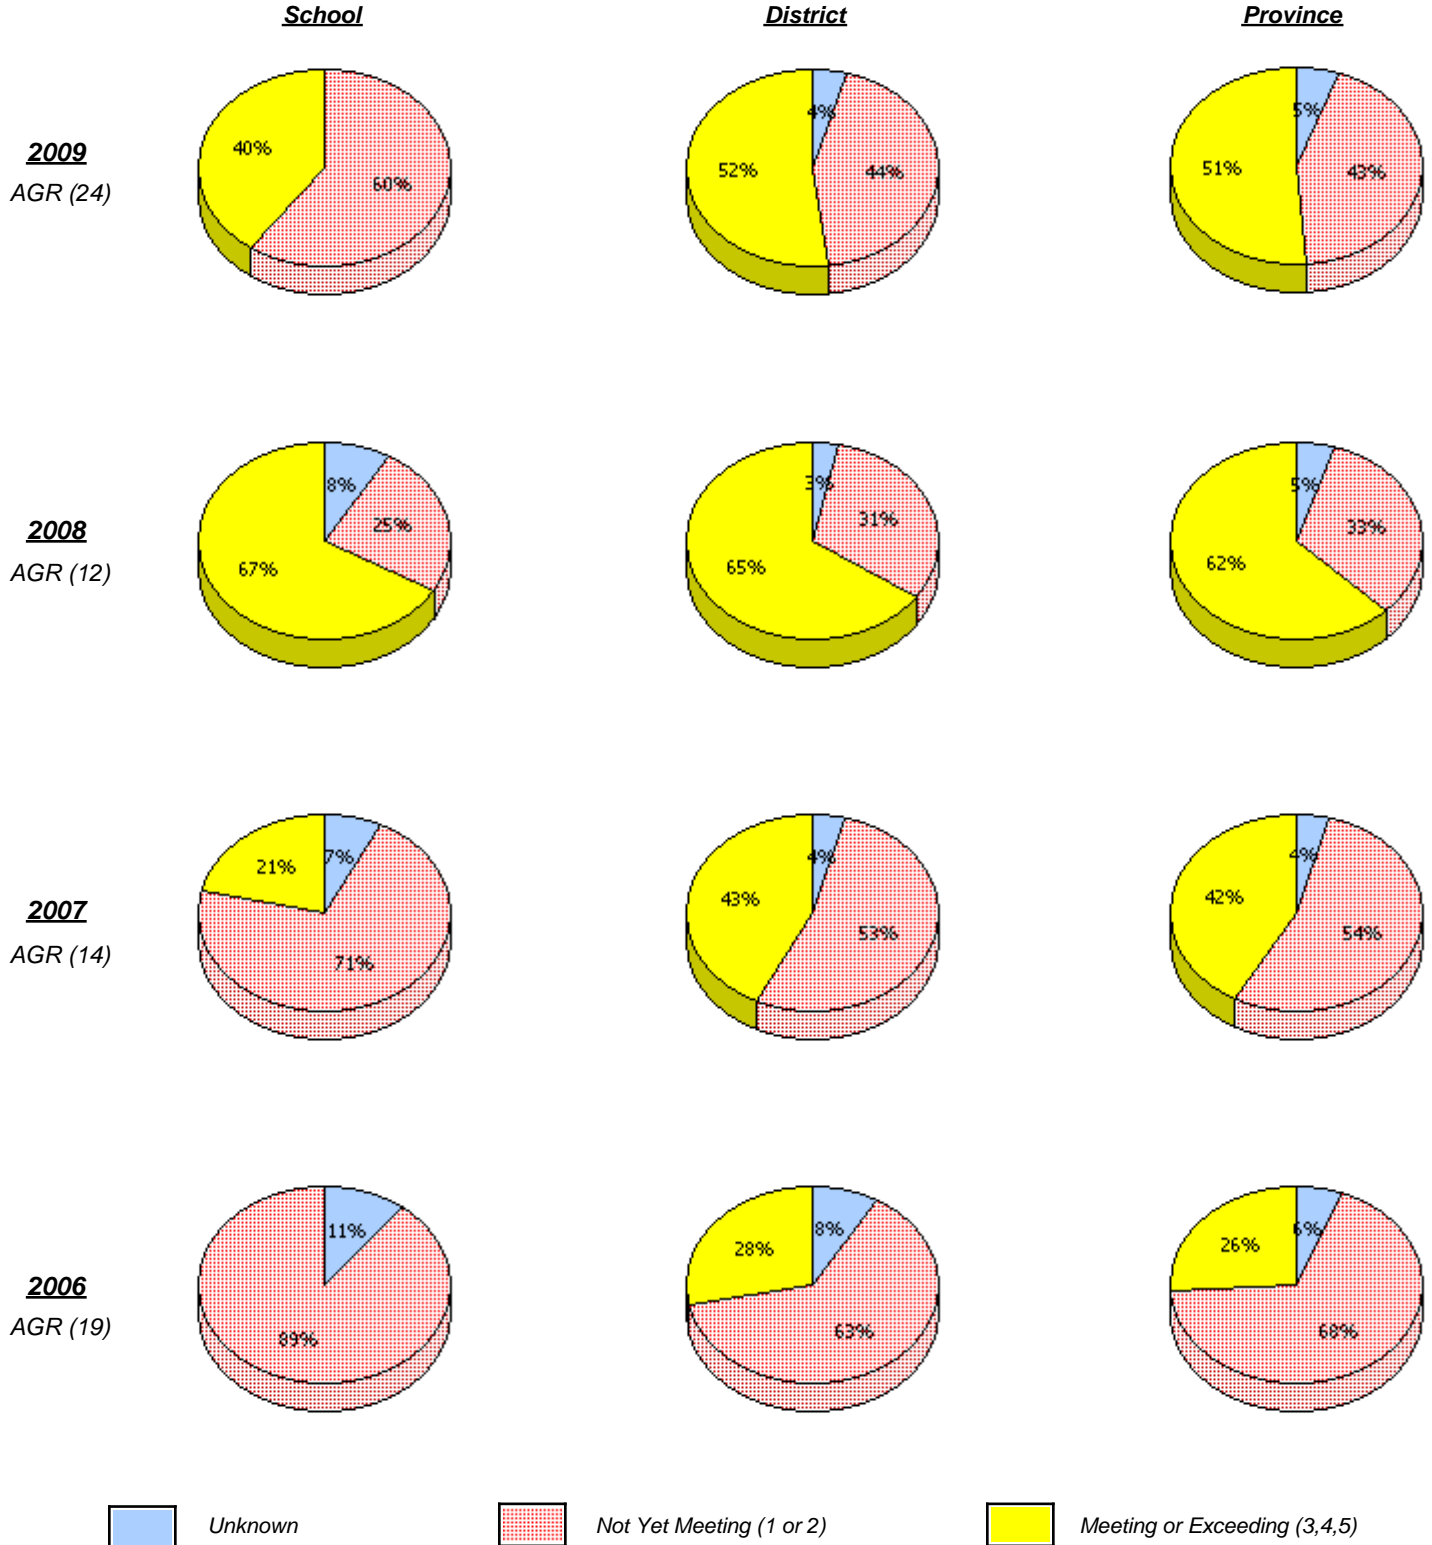 School District Province
2009
AGR (24)
40% 60%
52% 4% 44%
51% 5% 43%
2008
AGR (12)
67% 8% 25%
65% 3% 31%
62% 5% 33%
2007
AGR (14)
21% 7% 71%
43% 4% 53%
42% 4% 54%
2006
AGR (19)
11% 89%
28% 8% 63%
26% 6% 68%
Unknown Not Yet Meeting (1 or 2) Meeting or Exceeding (3,4,5)